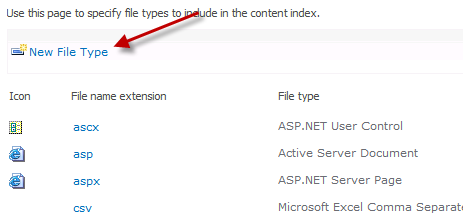 Use this page to specify file types to include in the content index.
New File Type
Icon File name extension File type
ascx ASP.NET User Control
asp Active Server Document
aspx ASP.NET Server Page
csv Microsoft Excel Comma Separate